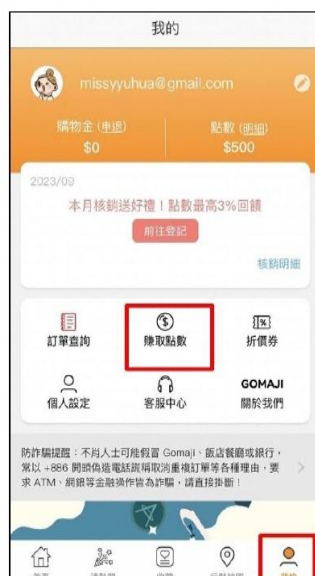 我的
missyyuhua@gmail.com
購物金 (申退)
點數 (明細)
$0
$500
2023/09
本月核銷送好禮！點數最高3%回饋
前往登記
核銷明細
訂單查詢
賺取點數
折價券
個人設定
客服中心
GOMAJI
關於我們
防詐騙提醒：不肖人士可能假冒 Gomaji、飯店餐廳或銀行，
常以 +886 開頭偽造電話謊稱取消重複訂單等各種理由，要
求 ATM、網銀等金融操作皆為詐騙，請直接掛斷！